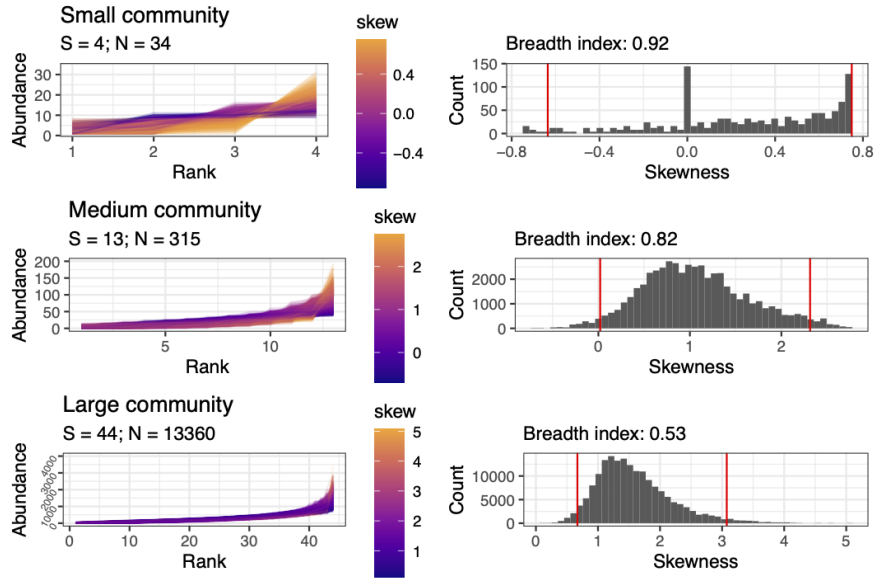 Small community
S = 4; N = 34
Abundance
30
20
10
0
1 2 3 4
Rank
skew
0.4
0.0
−0.4
Breadth index: 0.92
Count
150
100
50
0
−0.8 −0.4 0.0 0.4 0.8
Skewness
Medium community
S = 13; N = 315
Abundance
200
150
100
50
0
5 10
Rank
skew
2
1
0
Breadth index: 0.82
Count
2000
1000
0
0 1 2
Skewness
Large community
S = 44; N = 13360
Abundance
4000
3000
2000
1000
0
0 10 20 30 40
Rank
skew
5
4
3
2
1
Breadth index: 0.53
Count
10000
5000
0
0 1 2 3 4 5
Skewness